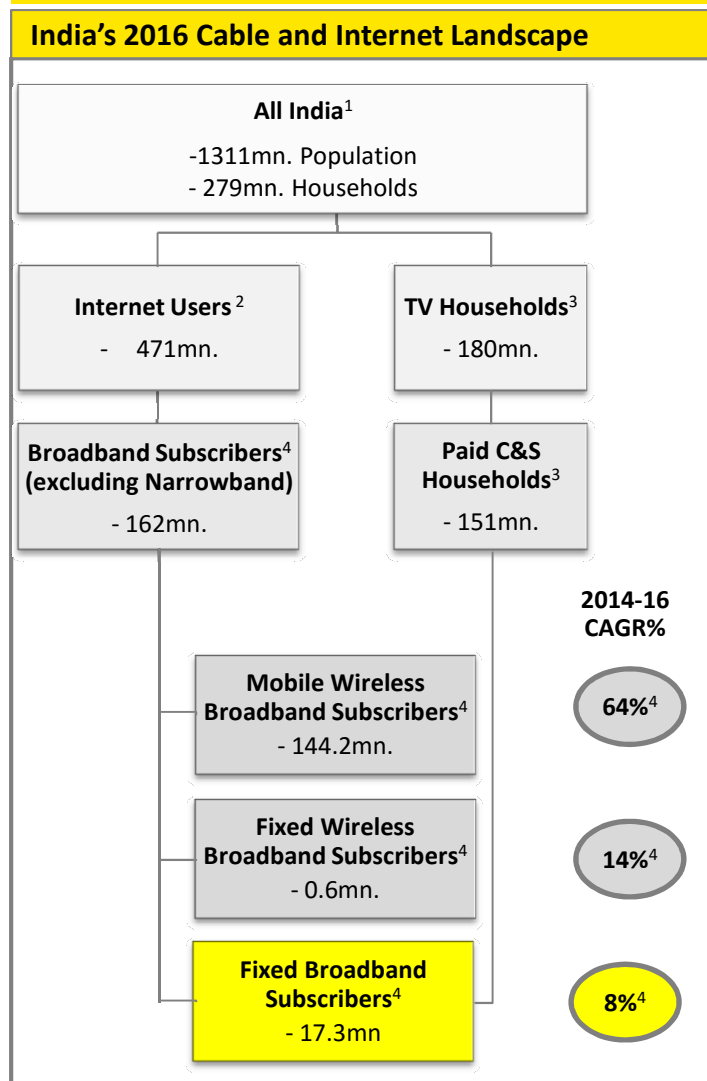 India’s 2016 Cable and Internet Landscape
All India1
-1311mn. Population
- 279mn. Households
Internet Users 2
- 471mn.
TV Households3
- 180mn.
Broadband Subscribers4
(excluding Narrowband)
- 162mn.
Paid C&S
Households3
- 151mn.
2014-16
CAGR%
Mobile Wireless
Broadband Subscribers4
- 144.2mn.
64%4
Fixed Wireless
Broadband Subscribers4
- 0.6mn.
14%4
Fixed Broadband
Subscribers4
- 17.3mn
8%4